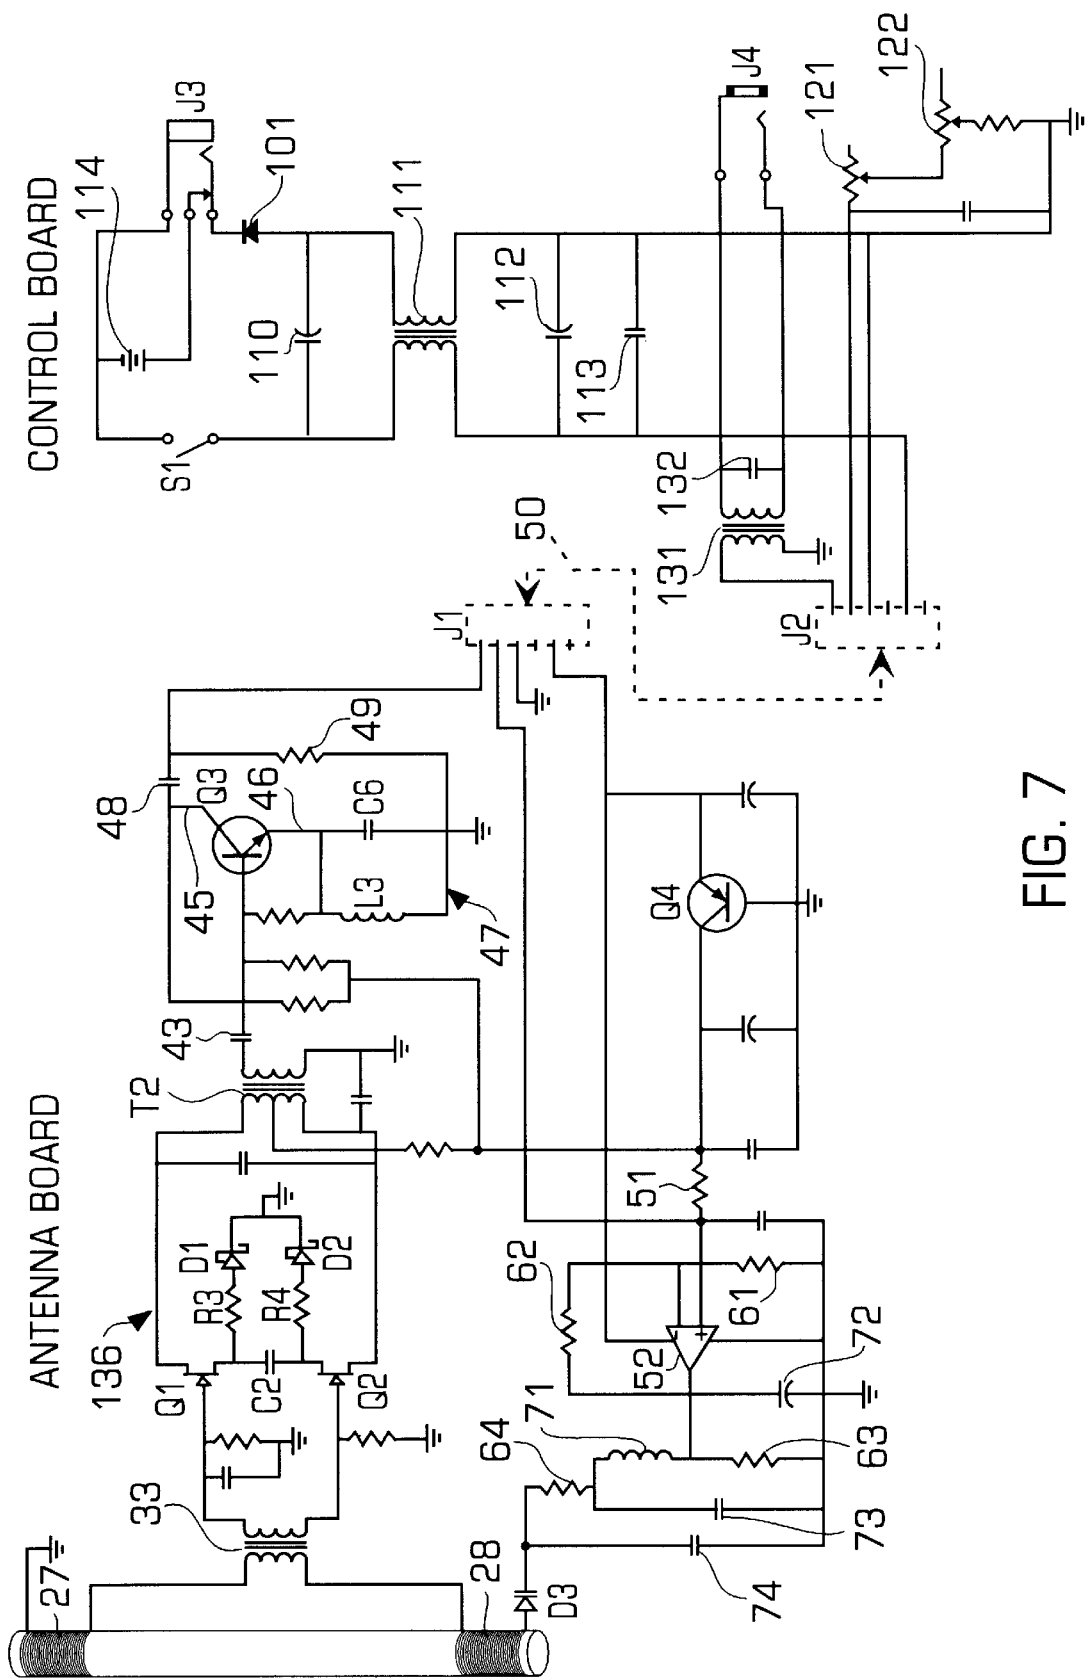 CONTROL BOARD
114
J3
S1
101
110
111
112
113
J4
132
131
121
122
50
J2
J1
ANTENNA BOARD
136
T2
43
48
Q3
45
46
49
C6
L3
47
D1
R3
Q1
C2
R4
D2
Q2
33
27
28
D3
62
51
Q4
61
52
-
+
71
64
72
63
73
74
FIG. 7